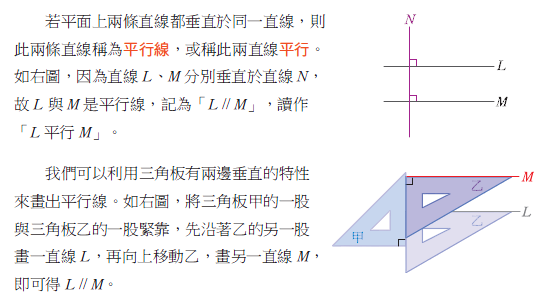 若平面上兩條直線都垂直於同一直線，則
此兩條直線稱為平行線，或稱此兩直線平行。
如右圖，因為直線 L、M 分別垂直於直線 N，
故 L 與 M 是平行線，記為「L // M」，讀作
「L 平行 M」。
N
L
M
我們可以利用三角板有兩邊垂直的特性
來畫出平行線。如右圖，將三角板甲的一股
與三角板乙的一股緊靠，先沿著乙的另一股
畫一直線 L，再向上移動乙，畫另一直線 M，
即可得 L // M。
M
乙
L
乙
甲